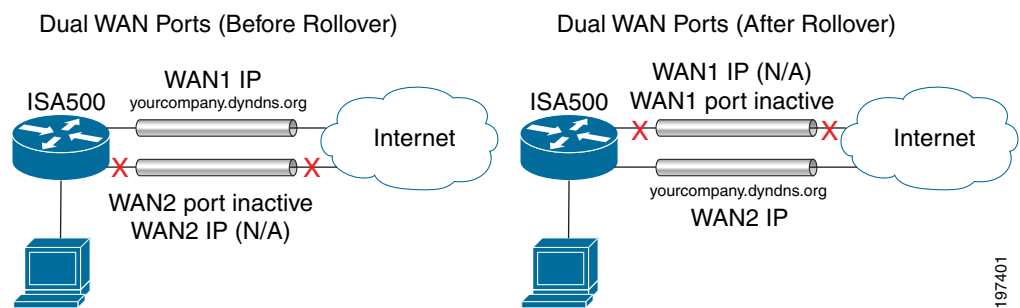 Dual WAN Ports (Before Rollover)
WAN1 IP
yourcompany.dyndns.org
ISA500
Internet
WAN2 port inactive
WAN2 IP (N/A)
Dual WAN Ports (After Rollover)
WAN1 IP (N/A)
WAN1 port inactive
ISA500
Internet
yourcompany.dyndns.org
WAN2 IP
197401